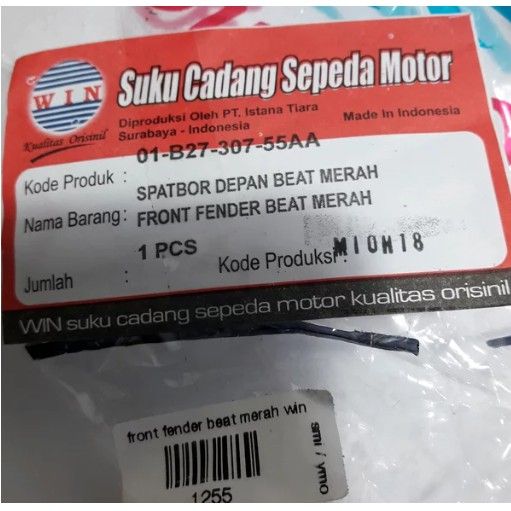 WIN
Kualitas Orisinil
Suku Cadang Sepeda Motor
Diproduksi Oleh PT. Istana Tiara
Surabaya - Indonesia
Made In Indonesia
Kode Produk : 01-B27-307-55AA
SPATBOR DEPAN BEAT MERAH
Nama Barang : FRONT FENDER BEAT MERAH
Jumlah : 1 PCS
Kode Produksi : M10H18
WIN suku cadang sepeda motor kualitas orisinil
front fender beat merah win
1255